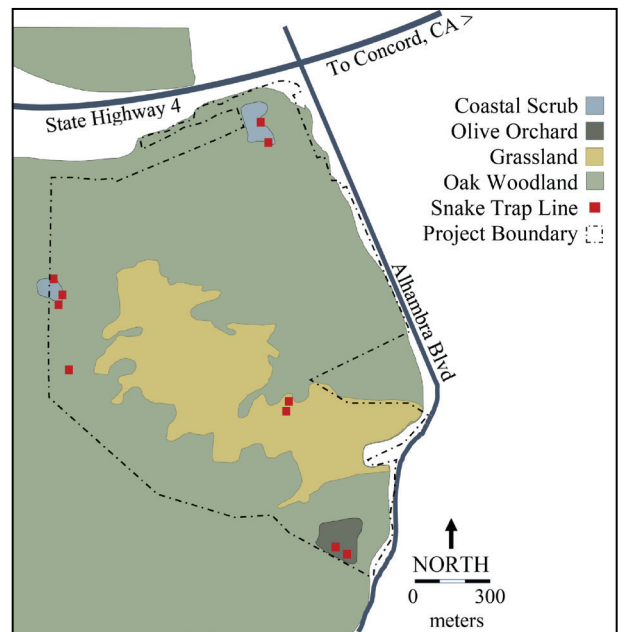 To Concord, CA >
State Highway 4
Coastal Scrub
Olive Orchard
Grassland
Oak Woodland
Snake Trap Line
Project Boundary
Alhambra Blvd
NORTH
0 300
meters